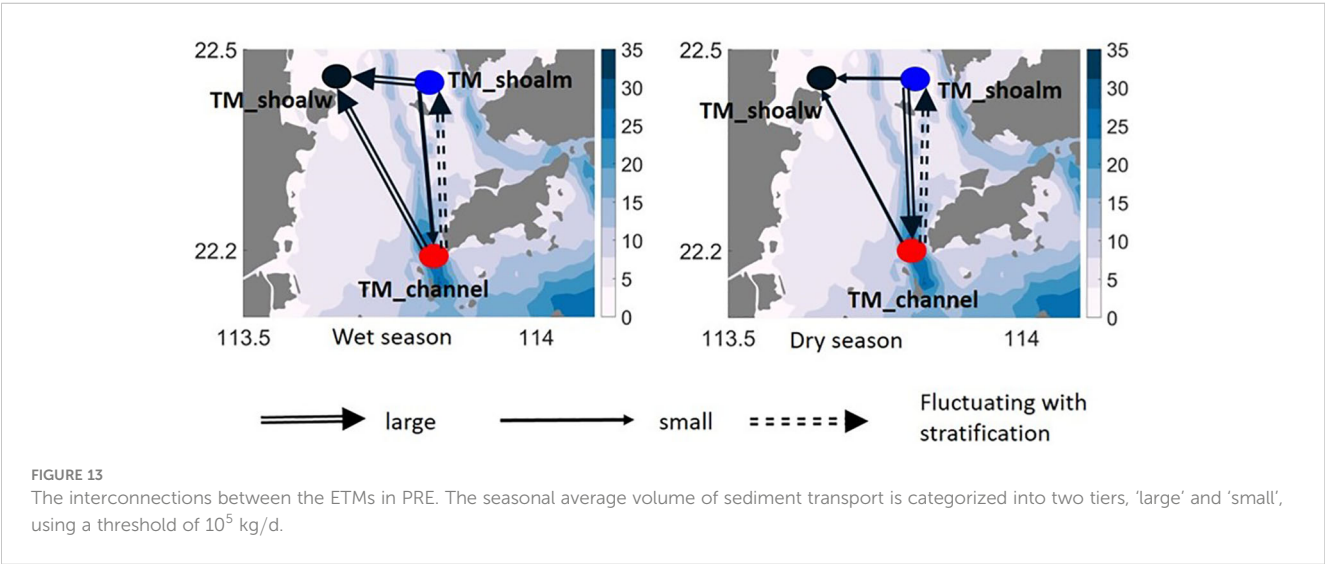 22.5
22.2
113.5
Wet season
114
TM_shoalw
TM_shoalm
TM_channel
35
30
25
20
15
10
5
0
22.5
22.2
113.5
Dry season
114
TM_shoalw
TM_shoalm
TM_channel
35
30
25
20
15
10
5
0
large
small
Fluctuating with
stratification
FIGURE 13
The interconnections between the ETMs in PRE. The seasonal average volume of sediment transport is categorized into two tiers, ‘large’ and ‘small’,
using a threshold of 10⁵ kg/d.